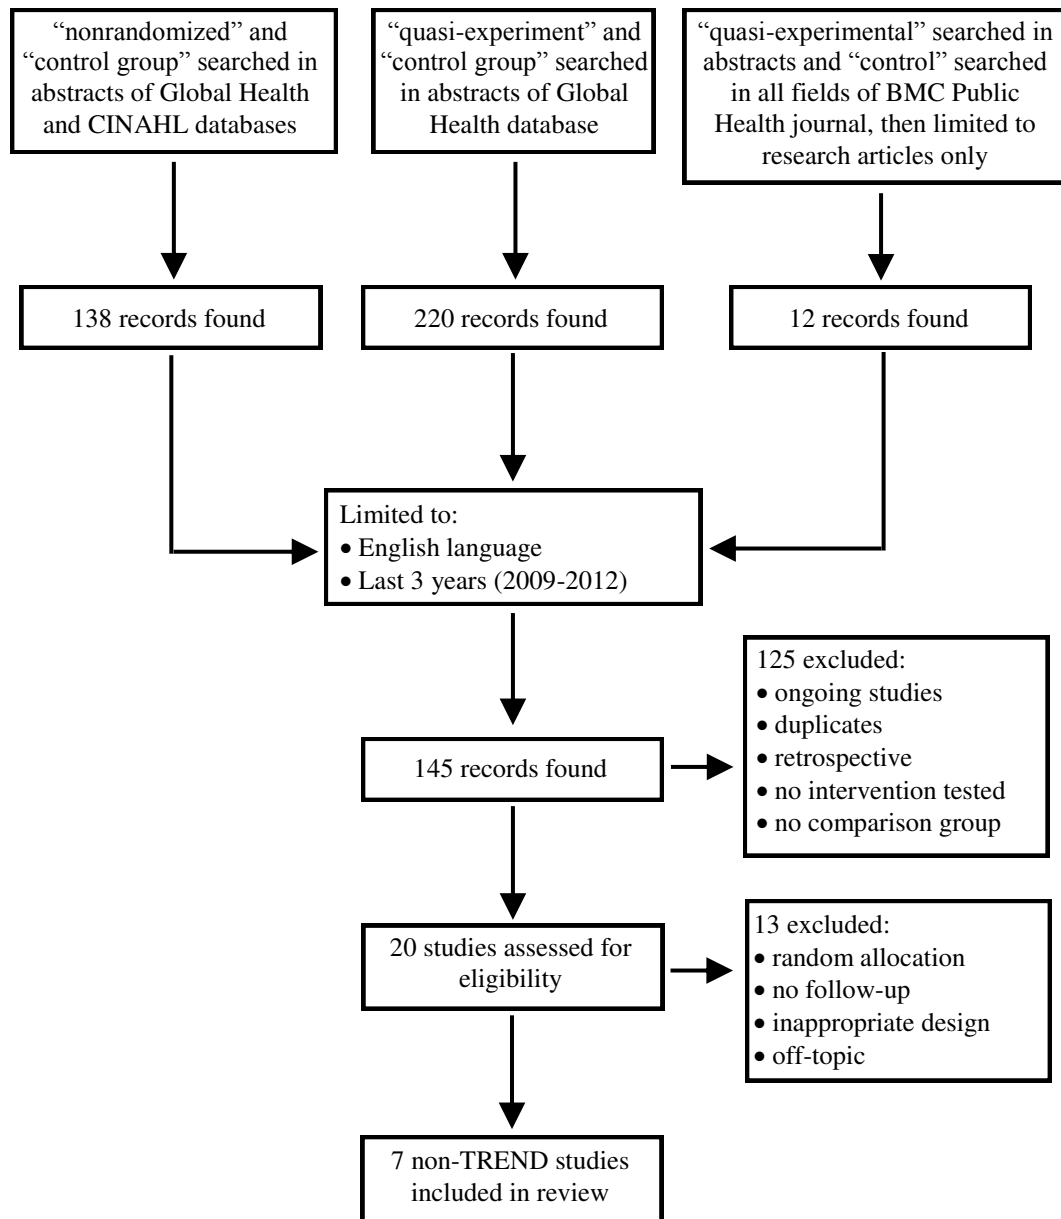 “nonrandomized” and
“control group” searched in
abstracts of Global Health
and CINAHL databases
“quasi-experiment” and
“control group” searched
in abstracts of Global
Health database
“quasi-experimental” searched in
abstracts and “control” searched
in all fields of BMC Public
Health journal, then limited to
research articles only
138 records found
220 records found
12 records found
Limited to:
• English language
• Last 3 years (2009-2012)
125 excluded:
• ongoing studies
• duplicates
• retrospective
• no intervention tested
• no comparison group
145 records found
20 studies assessed for
eligibility
13 excluded:
• random allocation
• no follow-up
• inappropriate design
• off-topic
7 non-TREND studies
included in review